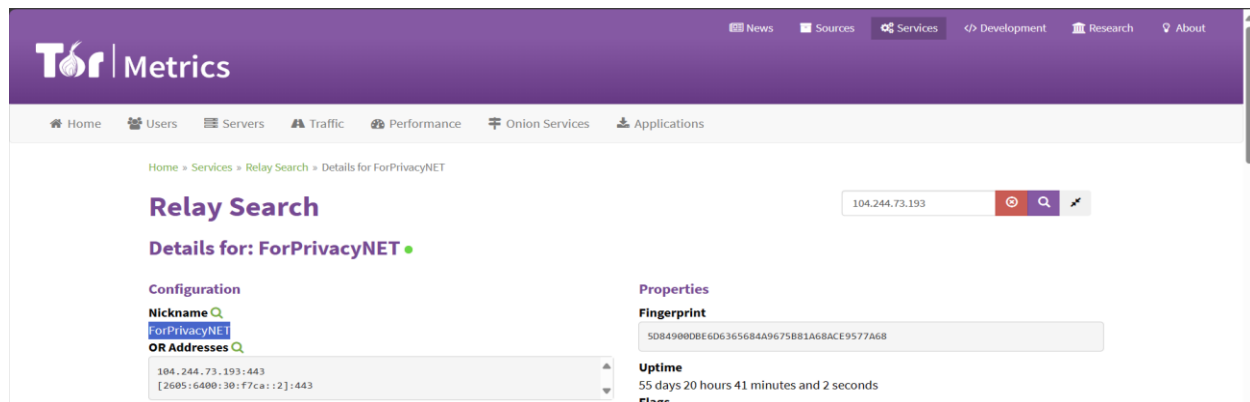 News Sources Services </> Development Research About
Tor Metrics
Home Users Servers Traffic Performance Onion Services Applications
Home » Services » Relay Search » Details for ForPrivacyNET
Relay Search
104.244.73.193
Details for: ForPrivacyNET
Configuration
Nickname
ForPrivacyNET
OR Addresses
104.244.73.193:443
[2605:6400:30:f7ca::2]:443
Properties
Fingerprint
5D84900DBE6D6365684A9675B81A68ACE9577A68
Uptime
55 days 20 hours 41 minutes and 2 seconds
Flags